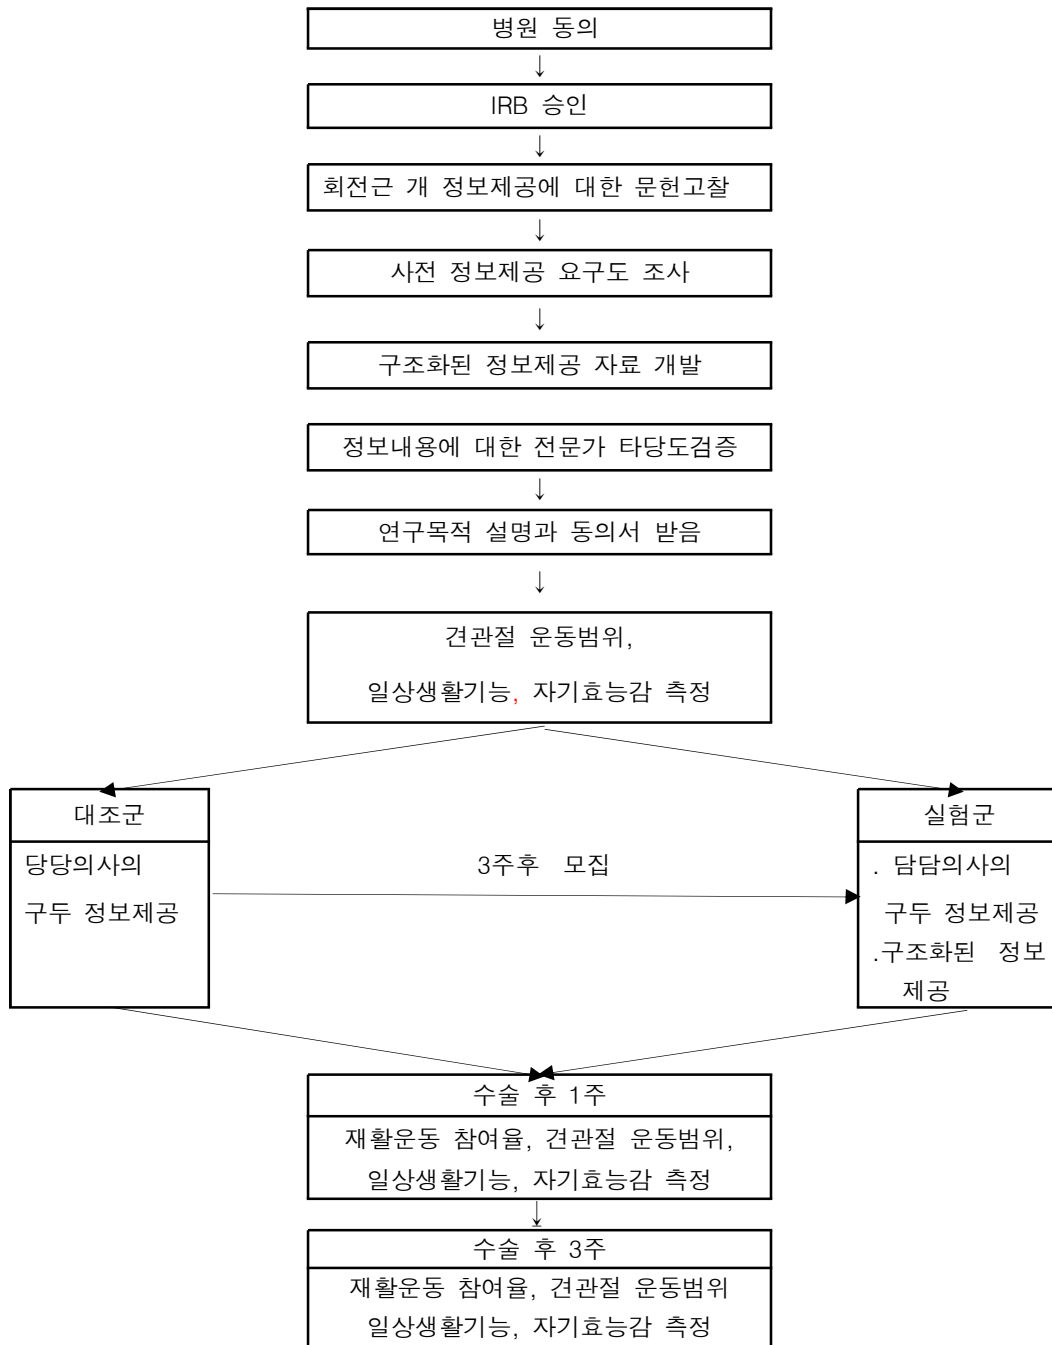 병원 동의
↓
IRB 승인
↓
회전근 개 정보제공에 대한 문헌고찰
↓
사전 정보제공 요구도 조사
↓
구조화된 정보제공 자료 개발
정보내용에 대한 전문가 타당도검증
↓
연구목적 설명과 동의서 받음
↓
견관절 운동범위,
일상생활기능, 자기효능감 측정
대조군
당당의사의
구두 정보제공
3주후 모집
실험군
. 담담의사의
구두 정보제공
.구조화된 정보
제공
수술 후 1주
재활운동 참여율, 견관절 운동범위,
일상생활기능, 자기효능감 측정
↓
수술 후 3주
재활운동 참여율, 견관절 운동범위
일상생활기능, 자기효능감 측정